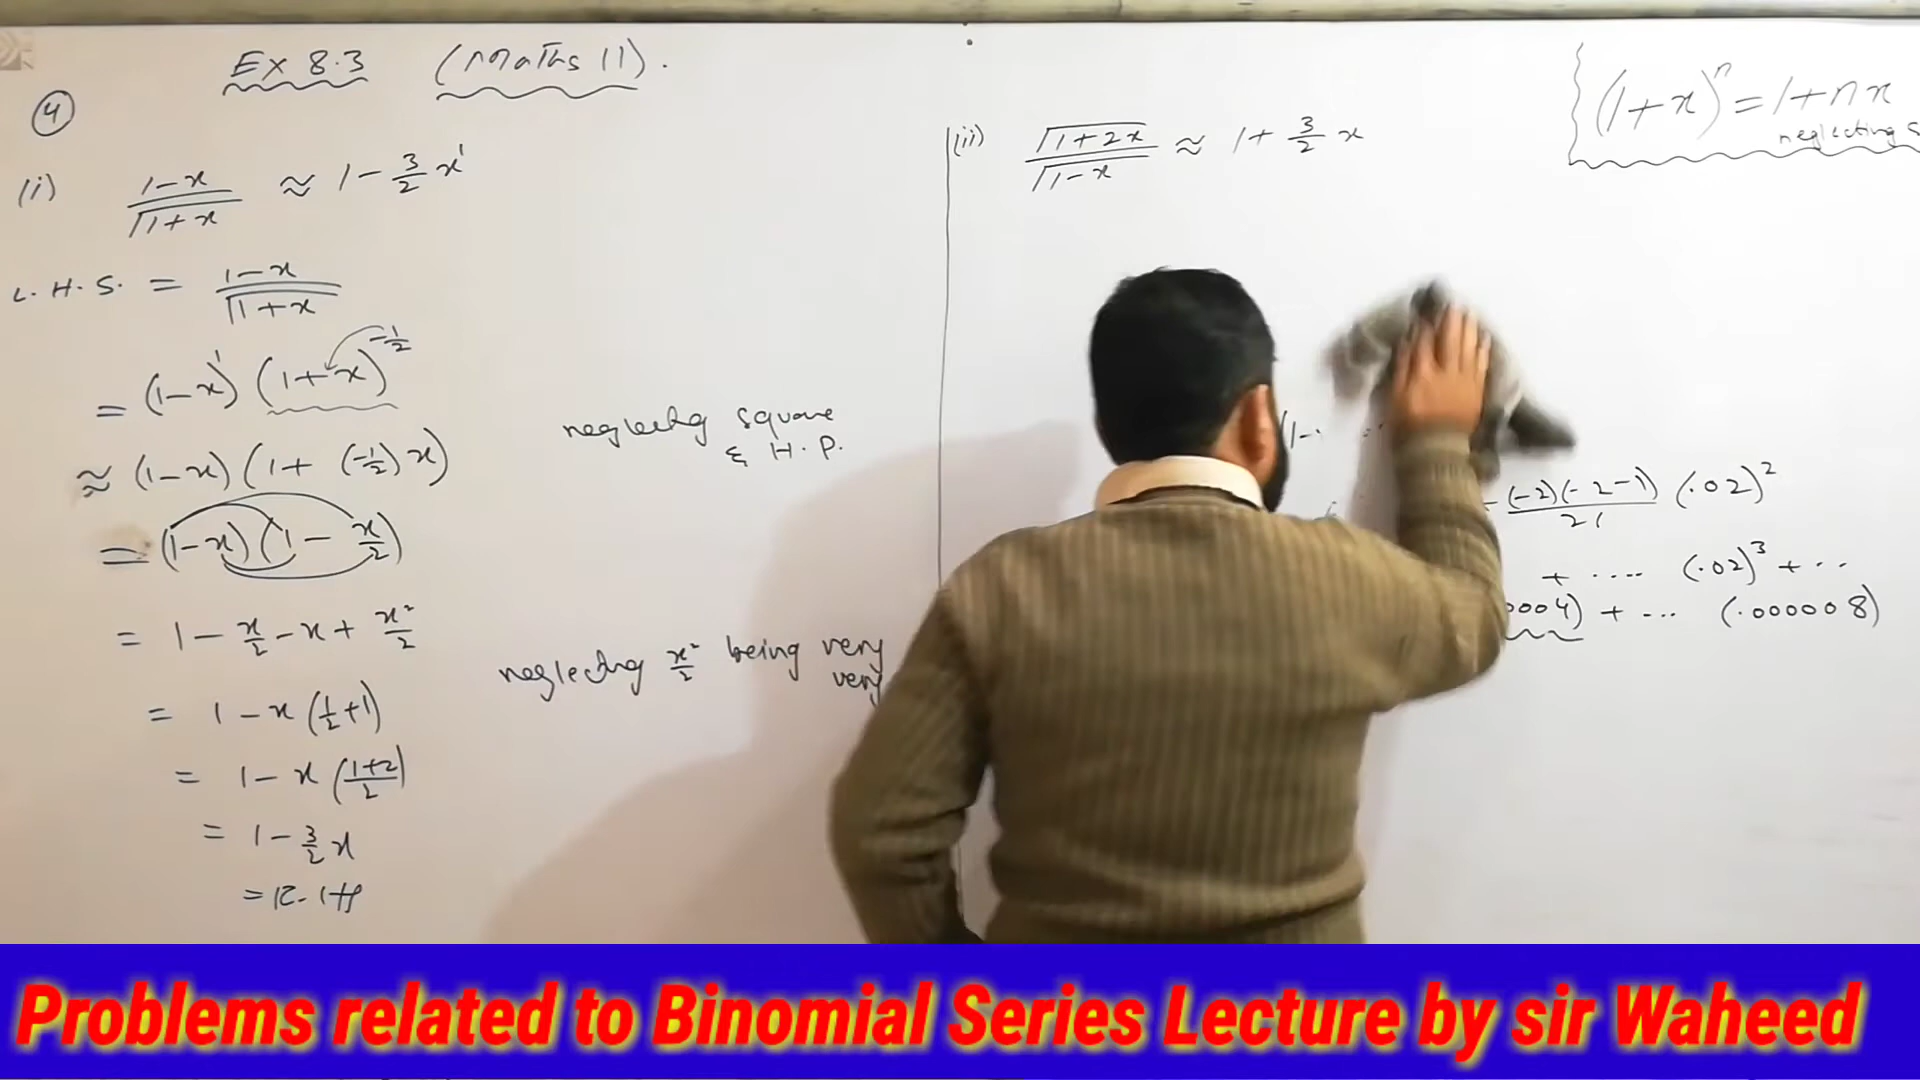 Ex 8.3 (Maths 11).
4
(i) (1-x)/√(1+x) ≈ 1 - 3/2 x¹
L.H.S. = (1-x)/√(1+x)
= (1-x)¹ (1+x)^(-1/2)
≈ (1-x)(1+(-1/2)x) neglecting square & H.P.
= (1-x)(1 - x/2)
= 1 - x/2 - x + x²/2
neglecting x²/2 being very very
= 1 - x(1/2+1)
= 1 - x((1+2)/2)
= 1 - 3/2 x
= R.H
(ii) √(1+2x)/√(1-x) ≈ 1 + 3/2 x
(1+x)^n = 1+nx
neglecting s
(1-
(-2)(-2-1)/2! (.02)²
+ .... (.02)³ + ..
0004) + ... (.000008)
Problems related to Binomial Series Lecture by sir Waheed